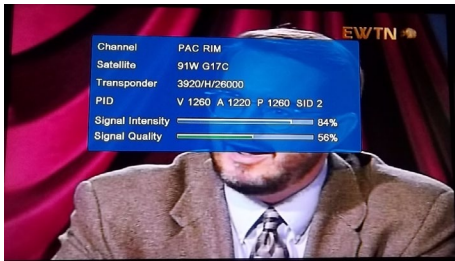 EWTN
Channel PAC RIM
Satellite 91W G17C
Transponder 3920/H/26000
PID V 1260 A 1220 P 1260 SID 2
Signal Intensity 84%
Signal Quality 56%